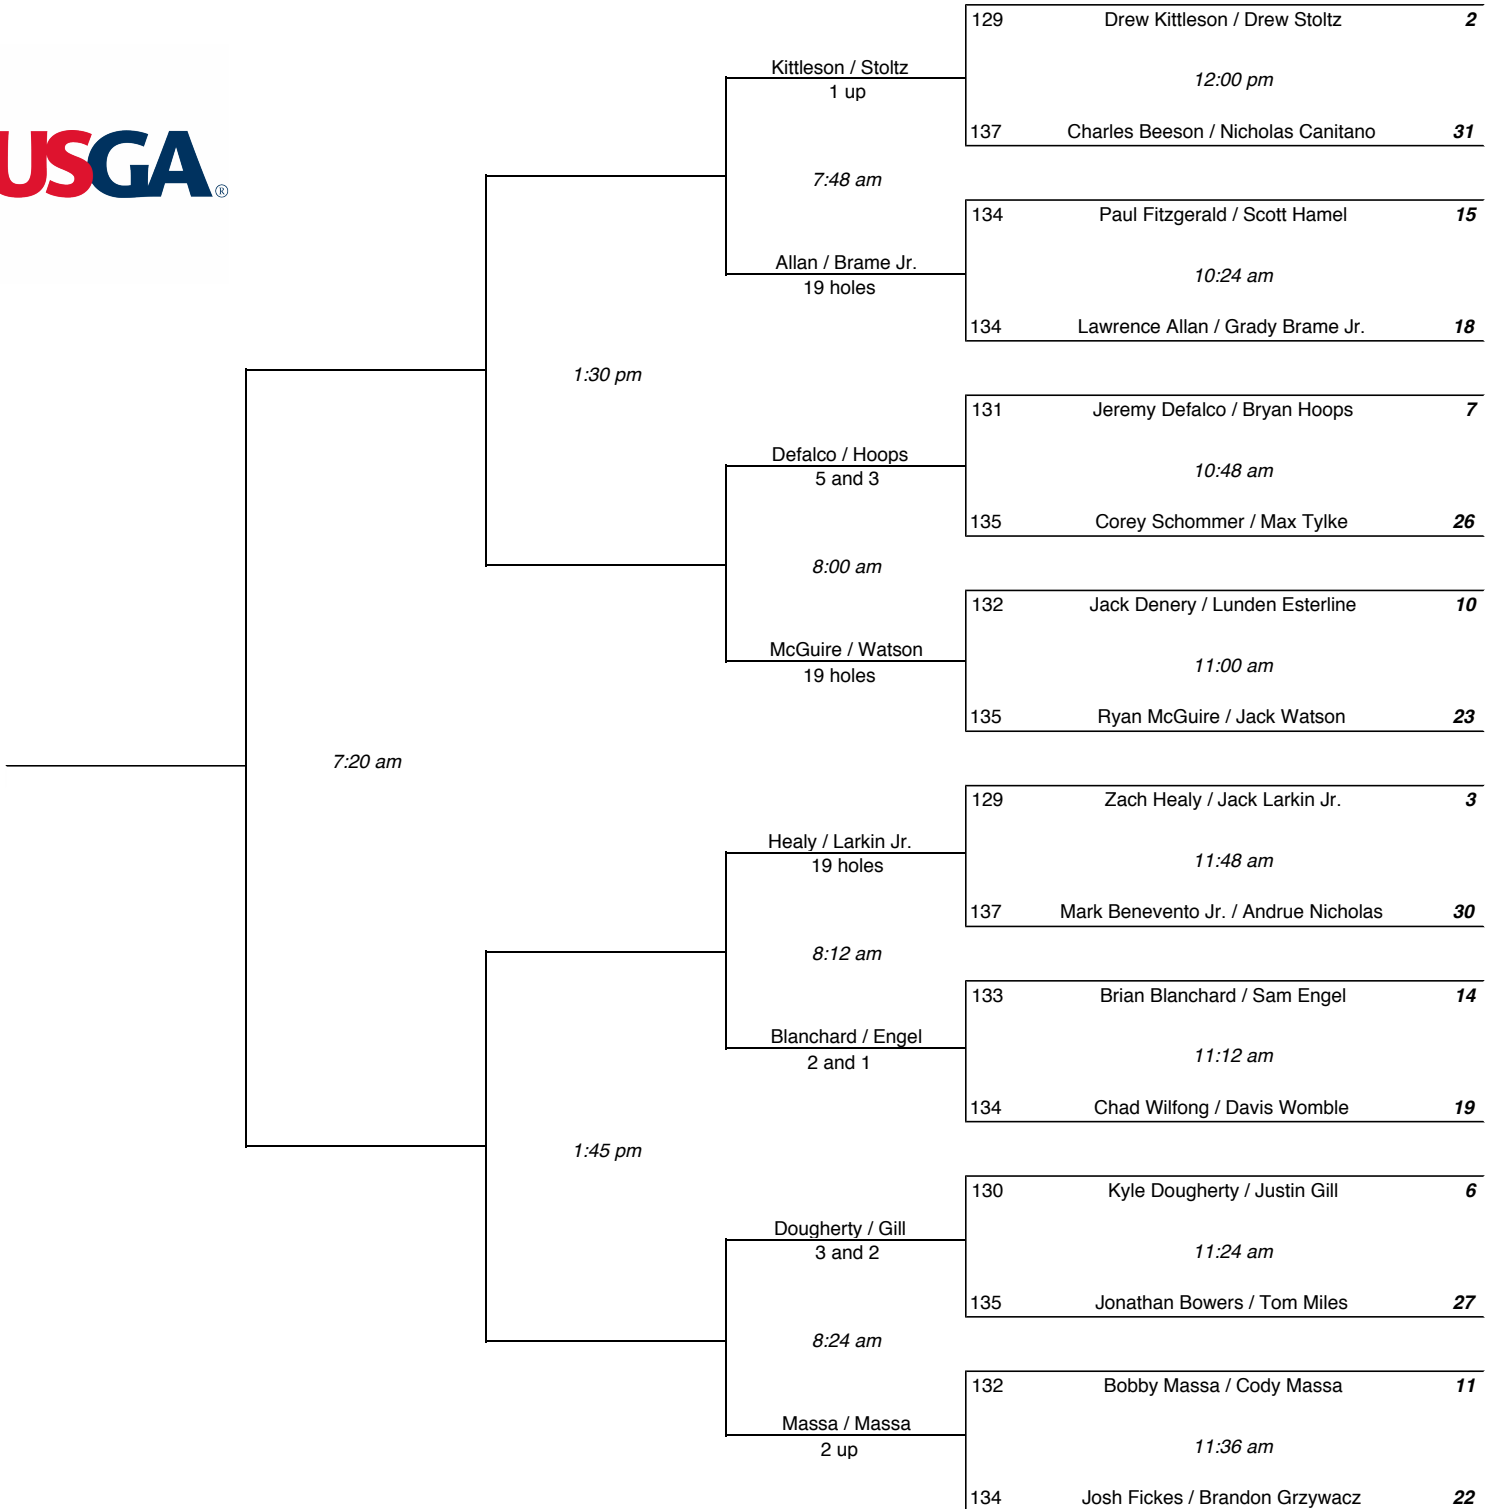 129 Drew Kittleson / Drew Stoltz 2
Kittleson / Stoltz
1 up
12:00 pm
USGA®
137 Charles Beeson / Nicholas Canitano 31
7:48 am
134 Paul Fitzgerald / Scott Hamel 15
Allan / Brame Jr.
19 holes
10:24 am
134 Lawrence Allan / Grady Brame Jr. 18
1:30 pm
131 Jeremy Defalco / Bryan Hoops 7
Defalco / Hoops
5 and 3
10:48 am
135 Corey Schommer / Max Tylke 26
8:00 am
132 Jack Denery / Lunden Esterline 10
McGuire / Watson
19 holes
11:00 am
135 Ryan McGuire / Jack Watson 23
7:20 am
129 Zach Healy / Jack Larkin Jr. 3
Healy / Larkin Jr.
19 holes
11:48 am
137 Mark Benevento Jr. / Andrue Nicholas 30
8:12 am
133 Brian Blanchard / Sam Engel 14
Blanchard / Engel
2 and 1
11:12 am
134 Chad Wilfong / Davis Womble 19
1:45 pm
130 Kyle Dougherty / Justin Gill 6
Dougherty / Gill
3 and 2
11:24 am
135 Jonathan Bowers / Tom Miles 27
8:24 am
132 Bobby Massa / Cody Massa 11
Massa / Massa
2 up
11:36 am
134 Josh Fickes / Brandon Grzywacz 22